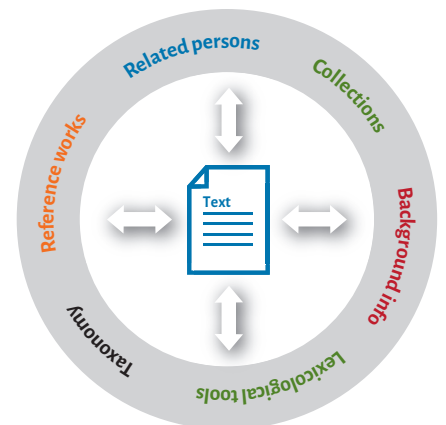 Related persons
Collections
Background info
Lexicological tools
Taxonomy
Reference works
Text